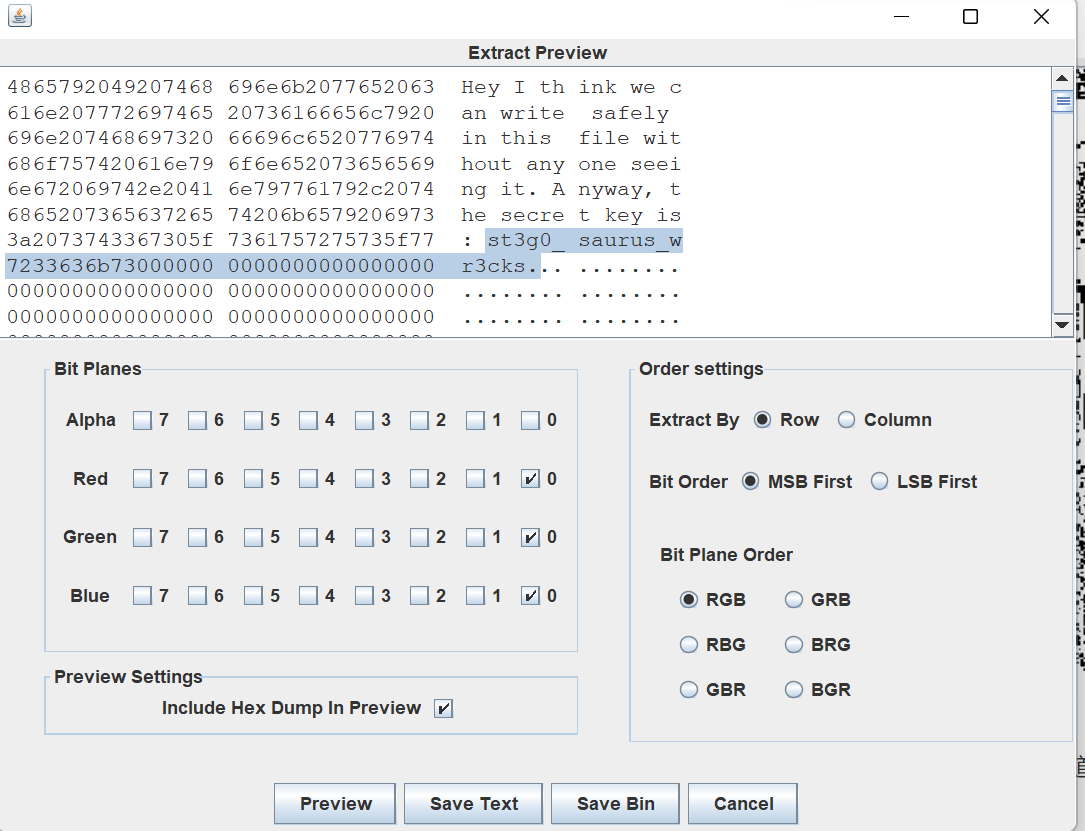 Extract Preview
4865792049207468 696e6b2077652063 Hey I th ink we c
616e207772697465 20736166656c7920 an write  safely 
696e207468697320 66696c6520776974 in this  file wit
686f757420616e79 6f6e652073656569 hout any one seei
6e672069742e2041 6e797761792c2074 ng it. A nyway, t
6865207365637265 74206b6579206973 he secre t key is
3a2073743367305f 7361757275735f77 : st3g0_ saurus_w
7233636b73000000 0000000000000000 r3cks... ........
0000000000000000 0000000000000000 ........ ........
0000000000000000 0000000000000000 ........ ........
Bit Planes
Alpha 7 6 5 4 3 2 1 0
Red 7 6 5 4 3 2 1 0
Green 7 6 5 4 3 2 1 0
Blue 7 6 5 4 3 2 1 0
Preview Settings
Include Hex Dump In Preview
Order settings
Extract By Row Column
Bit Order MSB First LSB First
Bit Plane Order
RGB GRB
RBG BRG
GBR BGR
Preview Save Text Save Bin Cancel